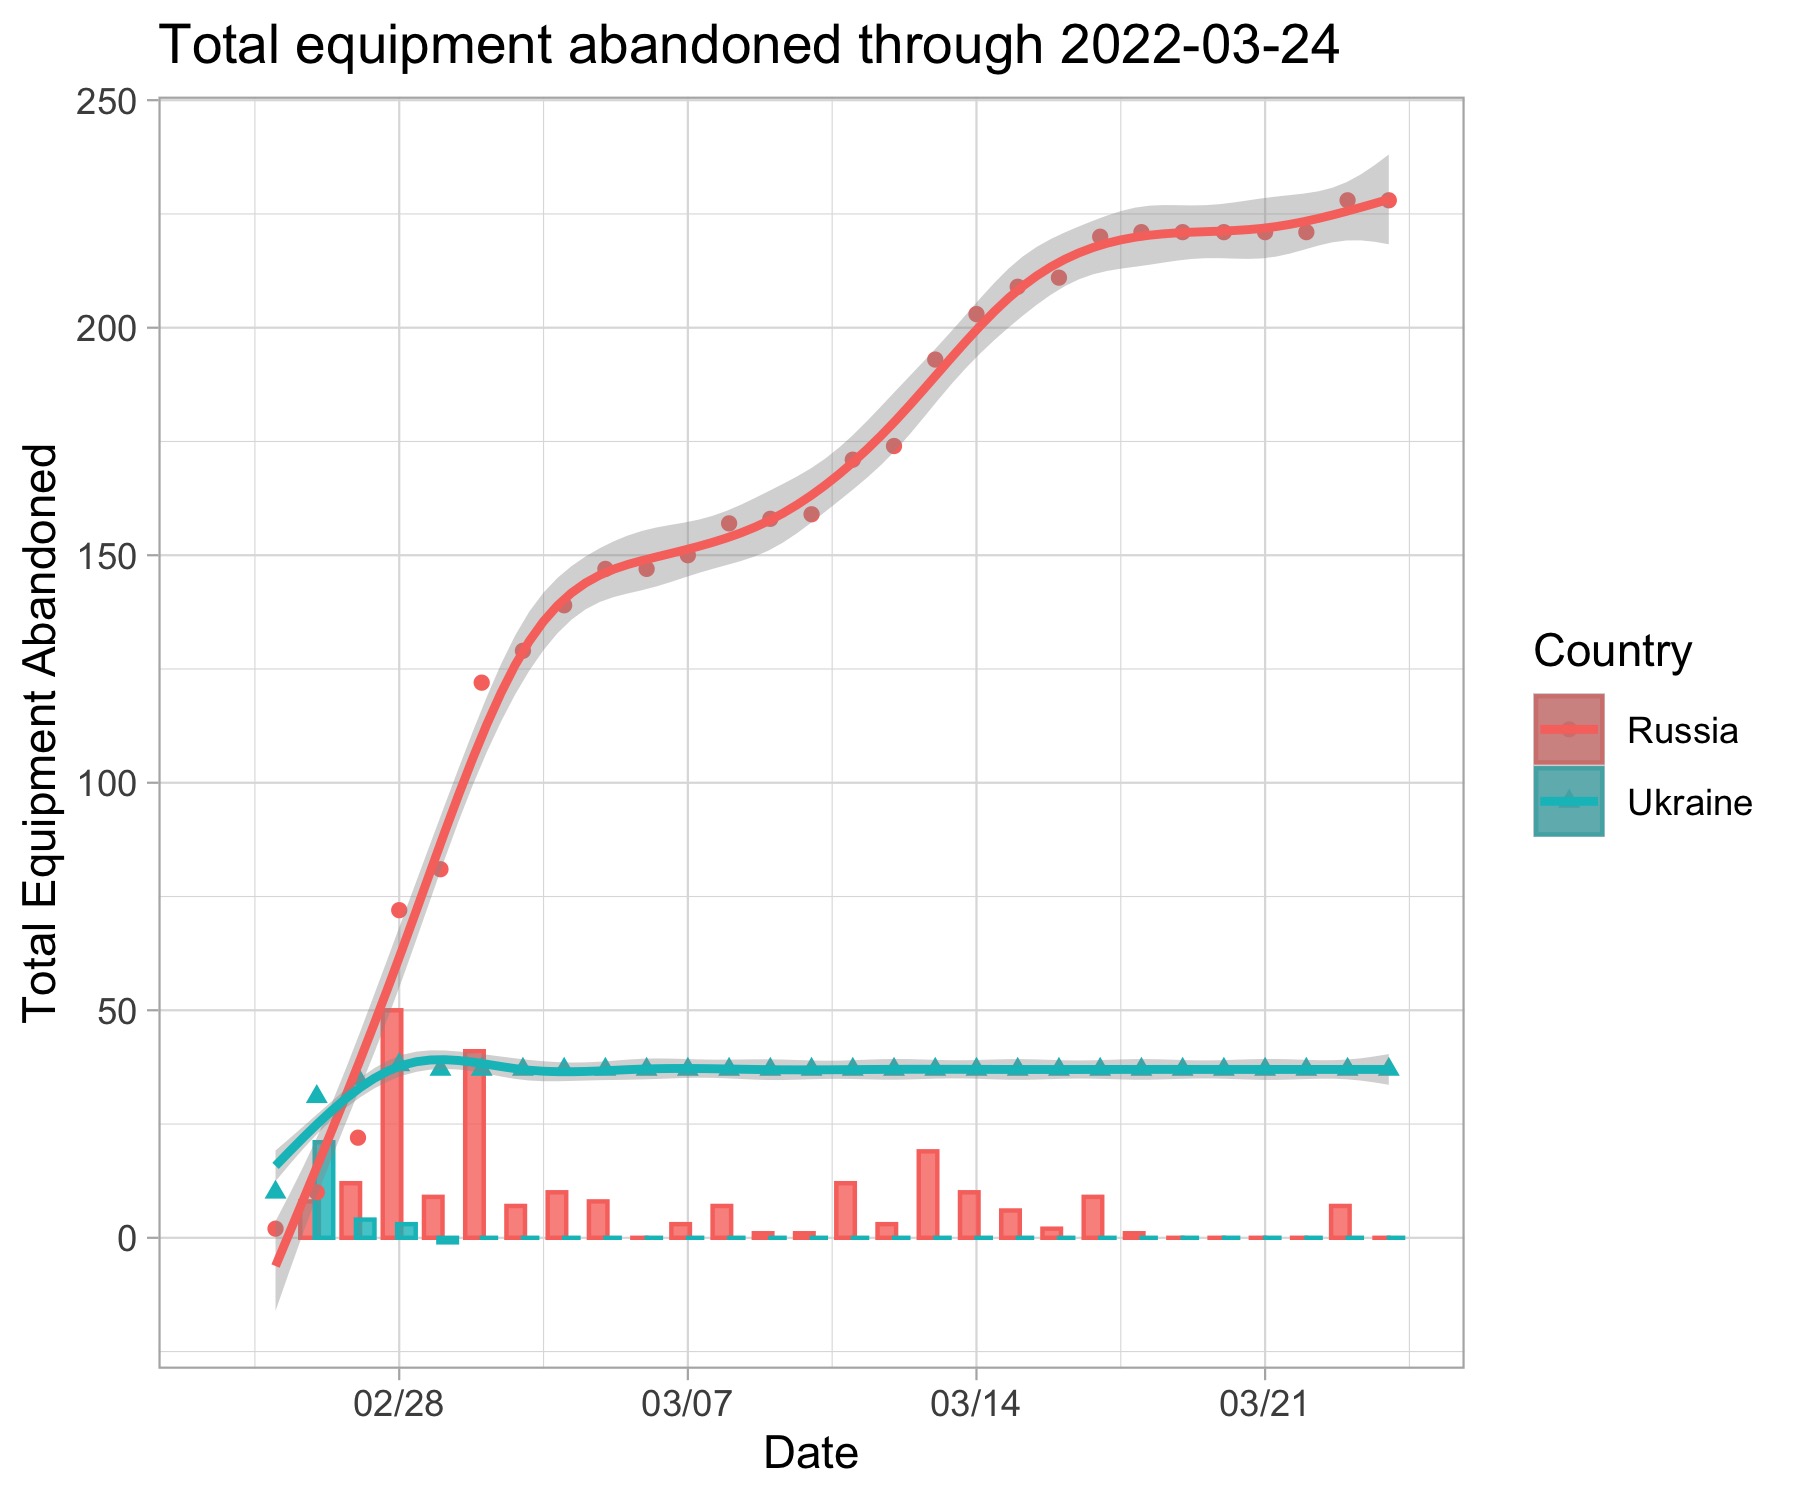 Total equipment abandoned through 2022-03-24
250
200
150
100
50
0
Total Equipment Abandoned
02/28 03/07 03/14 03/21
Date
Country
Russia
Ukraine